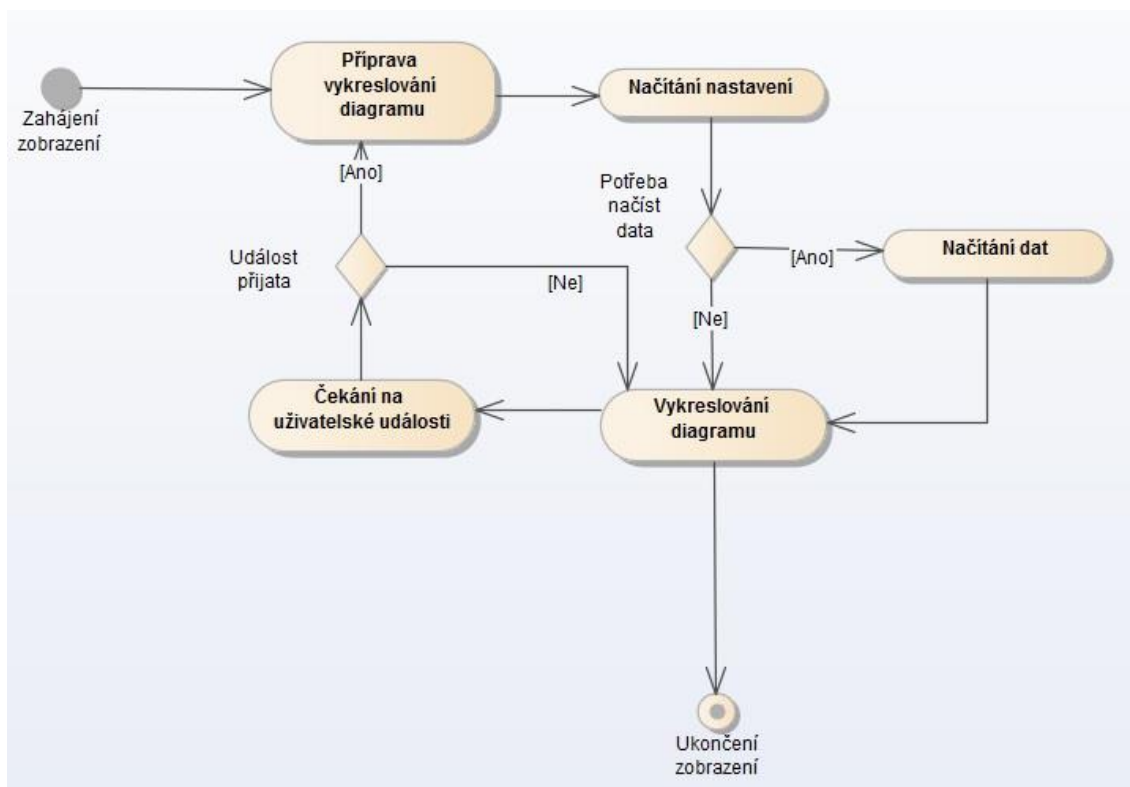 Příprava
vykreslování
diagramu
Načítání nastavení
Zahájení
zobrazení
[Ano]
Potřeba
načíst
data
Událost
přijata
[Ne]
[Ano]
Načítání dat
[Ne]
Čekání na
uživatelské události
Vykreslování
diagramu
Ukončení
zobrazení